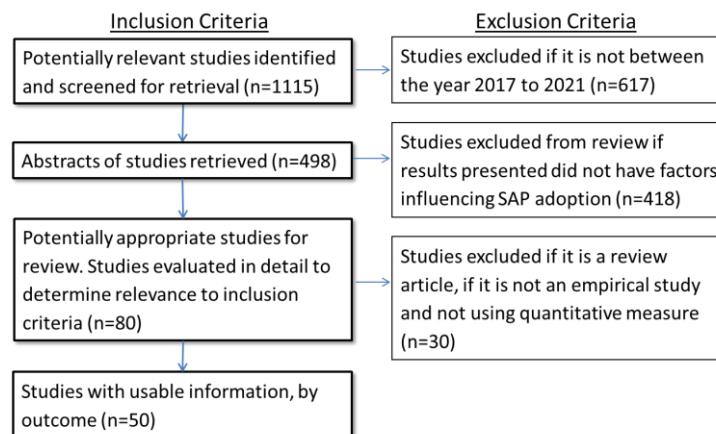 Inclusion Criteria
Exclusion Criteria
Potentially relevant studies identified
and screened for retrieval (n=1115)
Studies excluded if it is not between
the year 2017 to 2021 (n=617)
Abstracts of studies retrieved (n=498)
Studies excluded from review if
results presented did not have factors
influencing SAP adoption (n=418)
Potentially appropriate studies for
review. Studies evaluated in detail to
determine relevance to inclusion
criteria (n=80)
Studies excluded if it is a review
article, if it is not an empirical study
and not using quantitative measure
(n=30)
Studies with usable information, by
outcome (n=50)